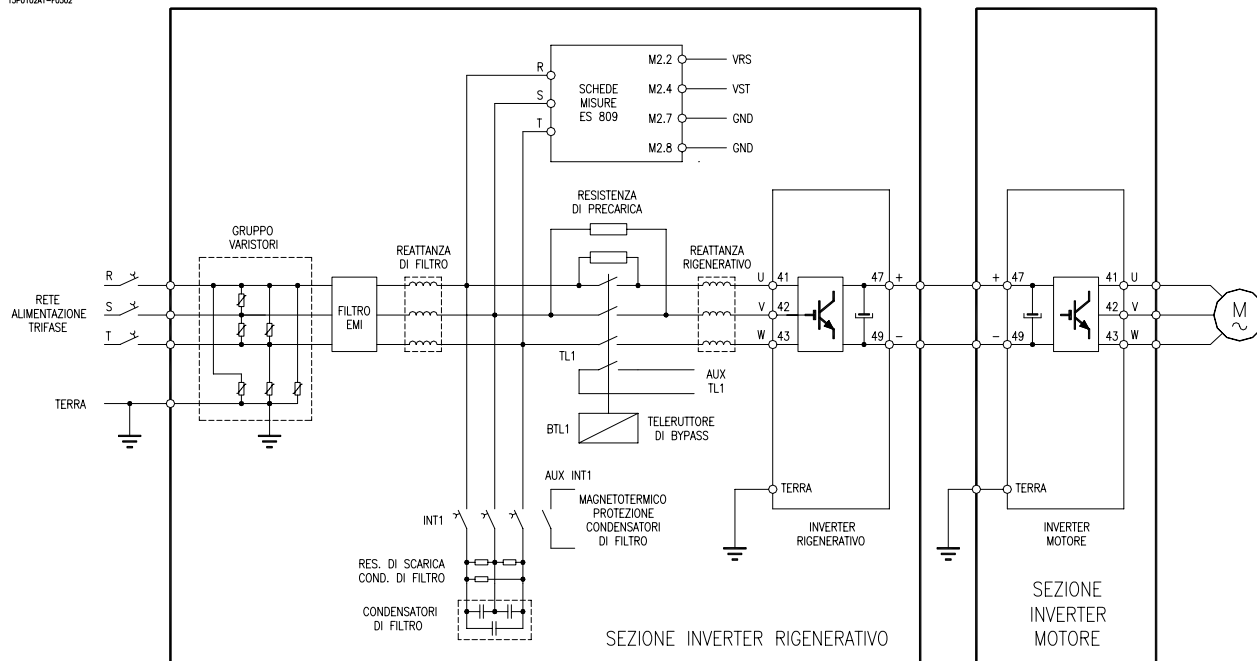 R
S
T
SCHEDE
MISURE
ES 809
M2.2
VRS
M2.4
VST
M2.7
GND
M2.8
GND
RESISTENZA
DI PRECARICA
GRUPPO
VARISTORI
REATTANZA
DI FILTRO
REATTANZA
RIGENERATIVO
RETE
ALIMENTAZIONE
TRIFASE
R
S
T
TERRA
FILTRO
EMI
U 41
V 42
W 43
47 +
49 -
+ 47
- 49
41 U
42 V
43 W
M
~
TL1
AUX
TL1
BTL1
TELERUTTORE
DI BYPASS
AUX INT1
MAGNETOTERMICO
PROTEZIONE
CONDENSATORI
DI FILTRO
INT1
TERRA
TERRA
INVERTER
RIGENERATIVO
INVERTER
MOTORE
RES. DI SCARICA
COND. DI FILTRO
CONDENSATORI
DI FILTRO
SEZIONE INVERTER RIGENERATIVO
SEZIONE
INVERTER
MOTORE